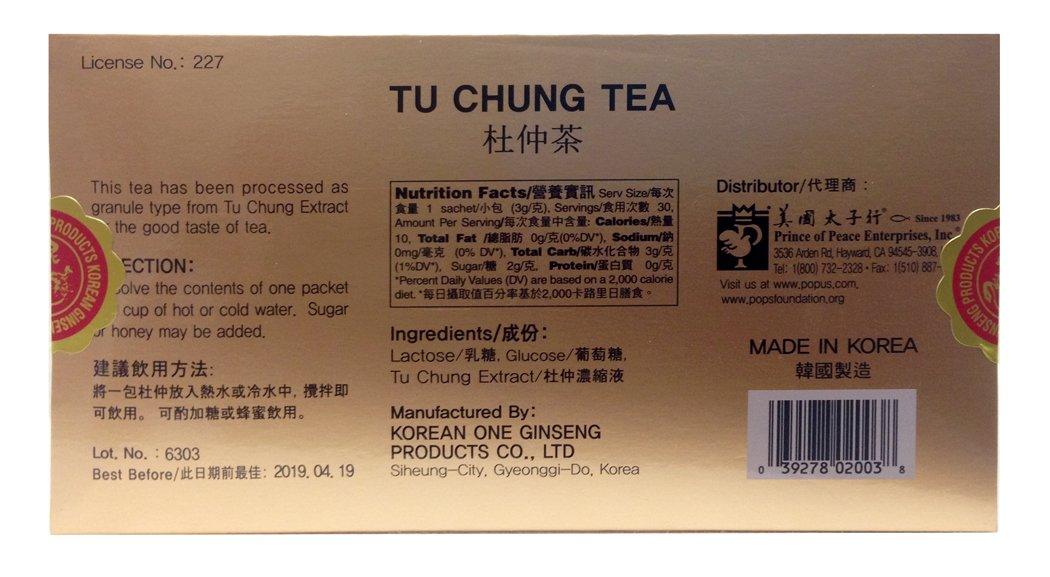 License No.: 227
TU CHUNG TEA
杜仲茶
This tea has been processed as
granule type from Tu Chung Extract
the good taste of tea.
ECTION:
solve the contents of one packet
cup of hot or cold water. Sugar
or honey may be added.
建議飲用方法:
將一包杜仲放入熱水或冷水中, 攪拌即
可飲用。 可酌加糖或蜂蜜飲用。
Lot. No. : 6303
Best Before/此日期前最佳: 2019. 04. 19
Nutrition Facts/營養實訊 Serv Size/每次
食量 1 sachet/小包 (3g/克), Servings/食用次數 30,
Amount Per Serving/每次食量中含量: Calories/熱量
10, Total Fat /總脂肪 0g/克(0%DV*), Sodium/鈉
0mg/毫克 (0% DV*), Total Carb/碳水化合物 3g/克
(1%DV*), Sugar/糖 2g/克, Protein/蛋白質 0g/克
*Percent Daily Values (DV) are based on a 2,000 calorie
diet. *每日攝取值百分率基於2,000卡路里日膳食。
Ingredients/成份:
Lactose/乳糖, Glucose/葡萄糖,
Tu Chung Extract/杜仲濃縮液
Manufactured By:
KOREAN ONE GINSENG
PRODUCTS CO., LTD
Siheung-City, Gyeonggi-Do, Korea
Distributor/代理商 :
美國太子行® Since 1983
Prince of Peace Enterprises, Inc.®
3536 Arden Rd, Hayward, CA 94545-3908,
Tel: 1(800) 732-2328 • Fax: 1(510) 887-
Visit us at www.popus.com,
www.popsfoundation.org
MADE IN KOREA
韓國製造
0 39278 02003 8
PRODUCTS KOREAN GINSENG
GINSENG PRODUCTS KOR